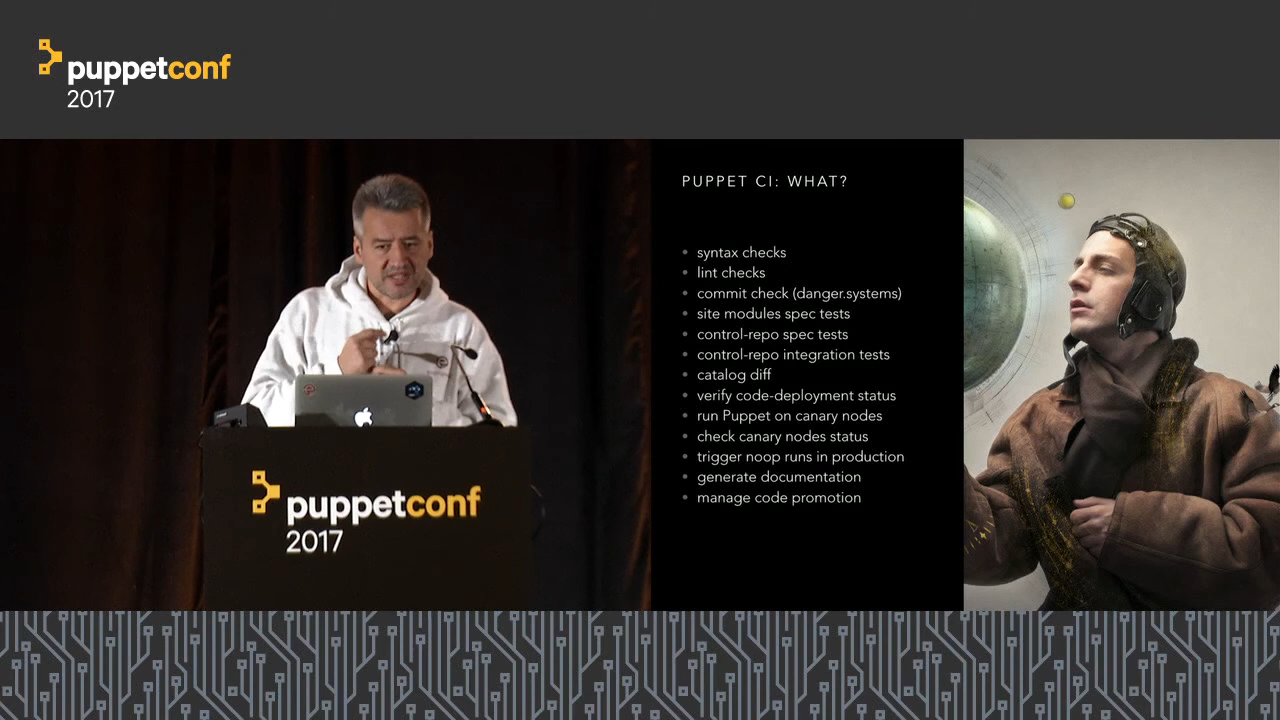 puppetconf
2017
PUPPET CI: WHAT?
syntax checks
lint checks
commit check (danger.systems)
site modules spec tests
control-repo spec tests
control-repo integration tests
catalog diff
verify code-deployment status
run Puppet on canary nodes
check canary nodes status
trigger noop runs in production
generate documentation
manage code promotion
puppetconf
2017